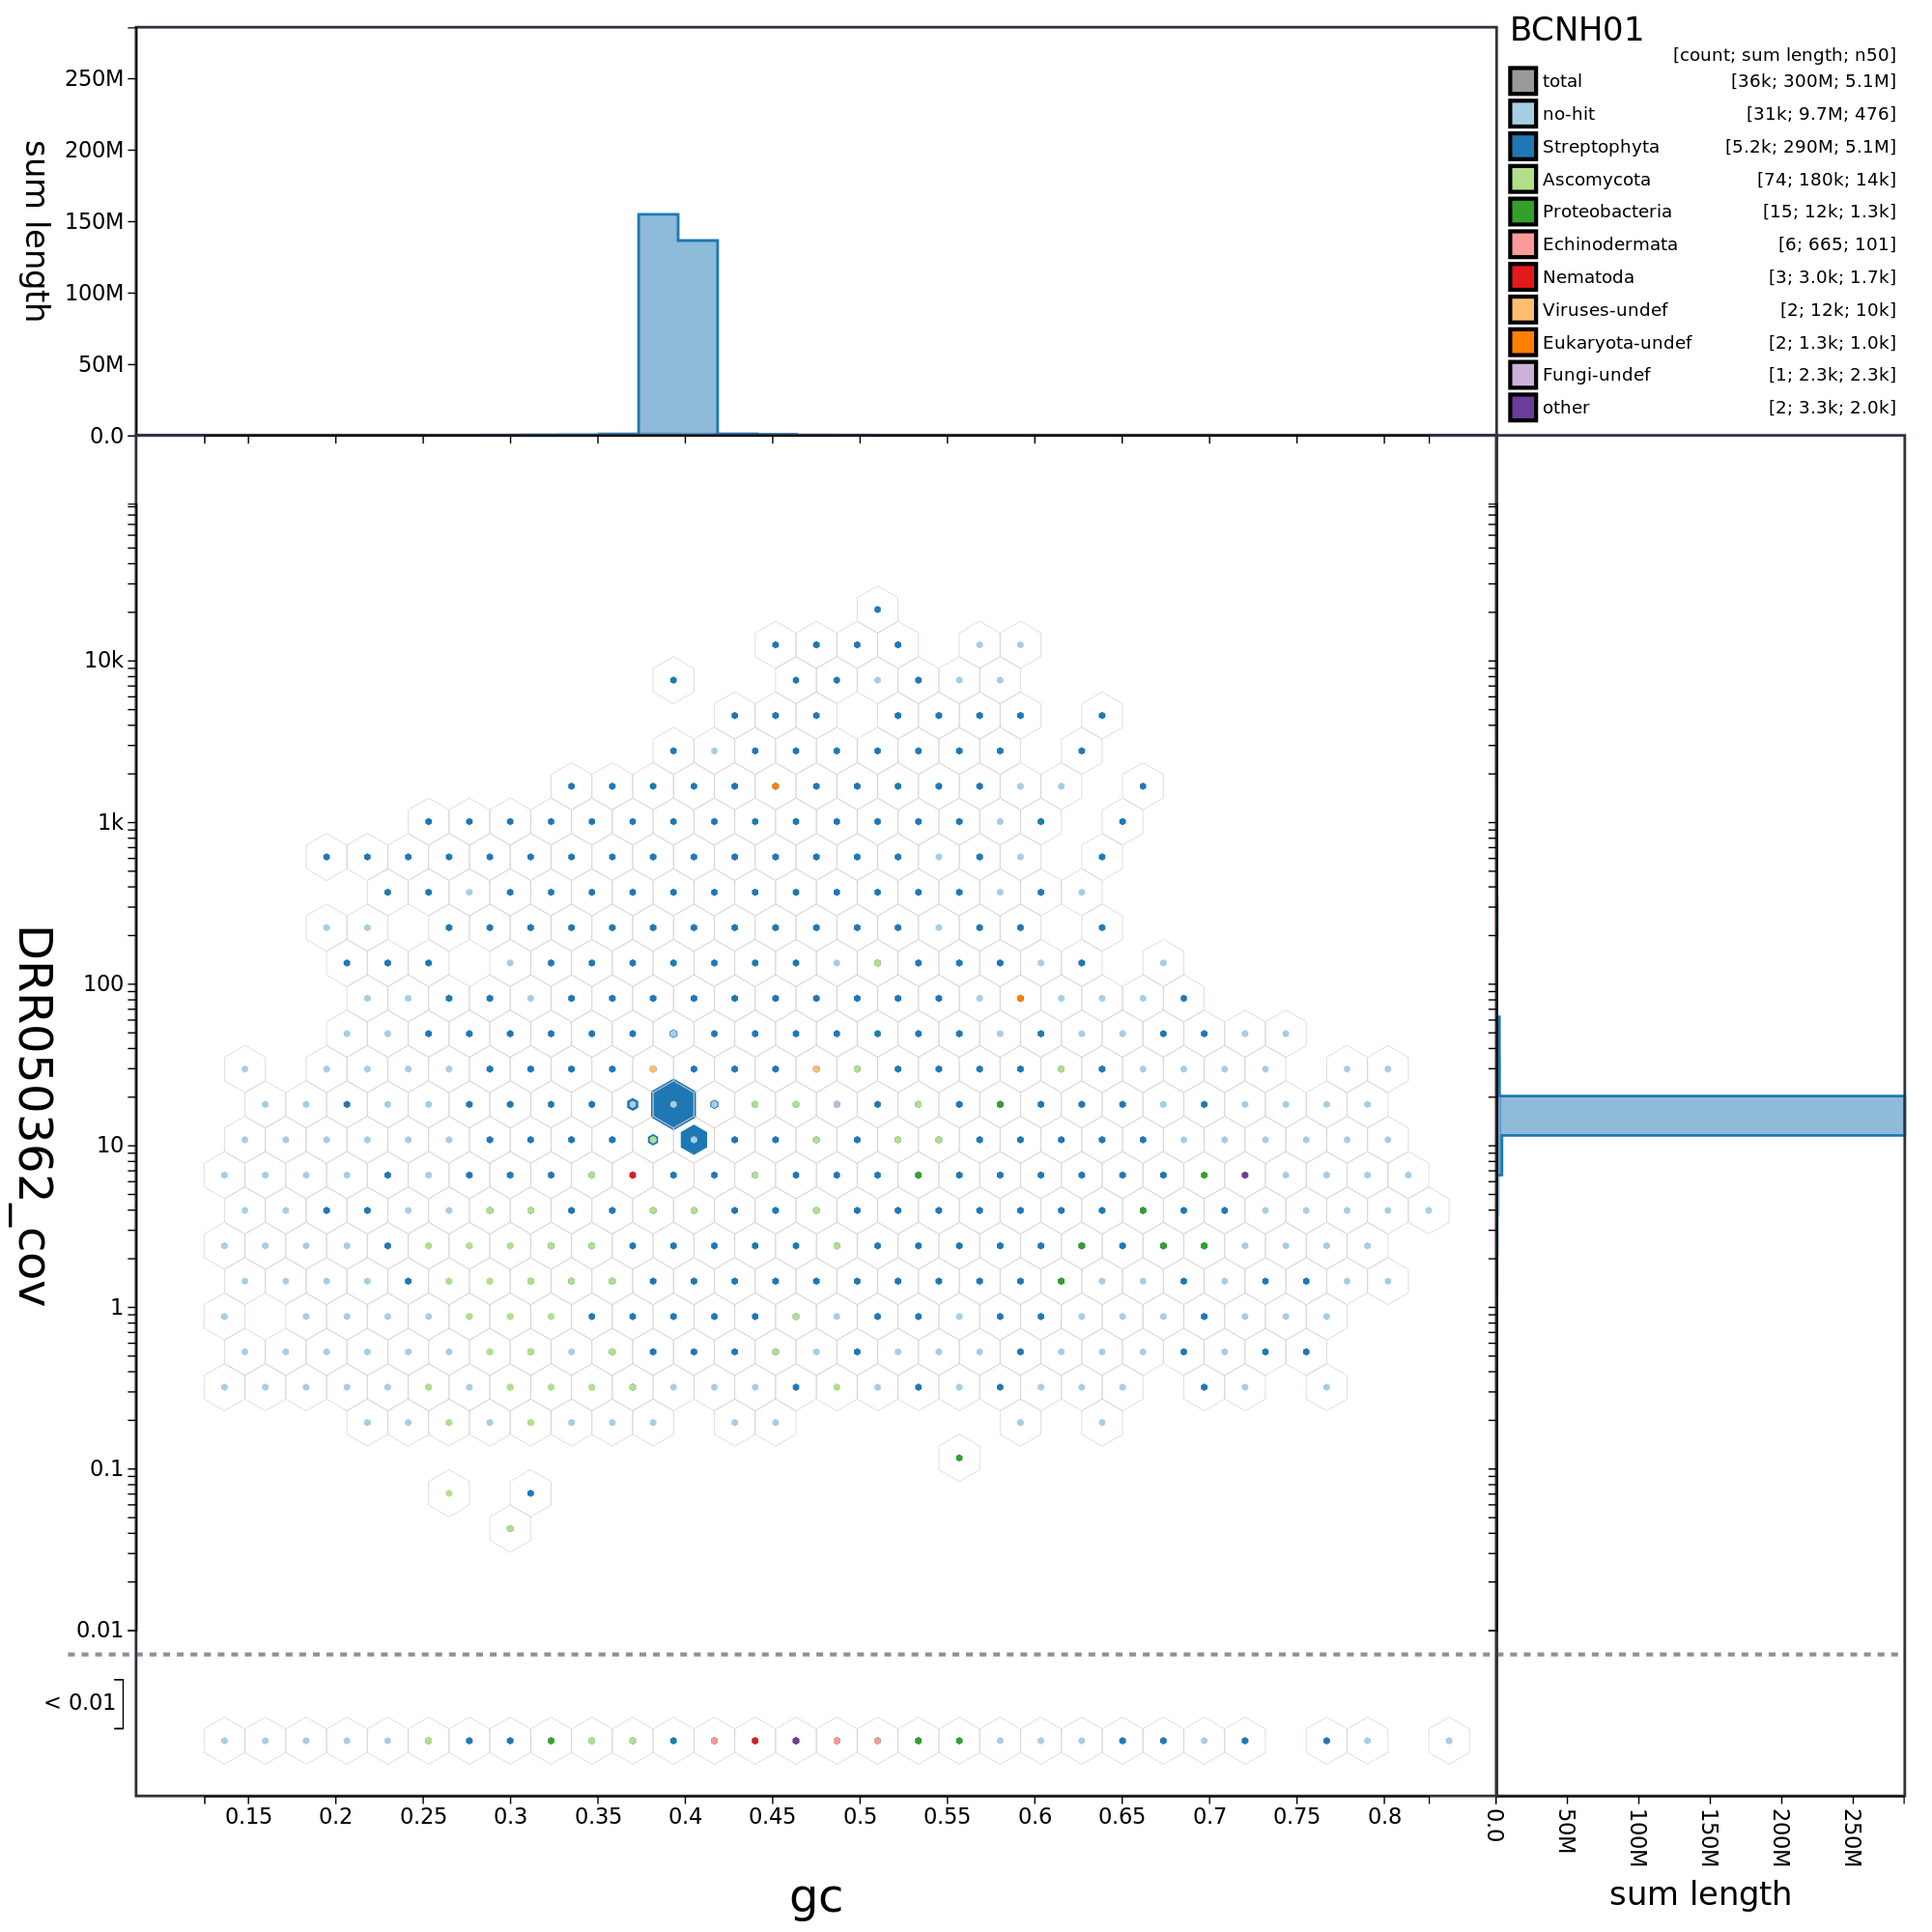 BCNH01
[count; sum length; n50]
total [36k; 300M; 5.1M]
no-hit [31k; 9.7M; 476]
Streptophyta [5.2k; 290M; 5.1M]
Ascomycota [74; 180k; 14k]
Proteobacteria [15; 12k; 1.3k]
Echinodermata [6; 665; 101]
Nematoda [3; 3.0k; 1.7k]
Viruses-undef [2; 12k; 10k]
Eukaryota-undef [2; 1.3k; 1.0k]
Fungi-undef [1; 2.3k; 2.3k]
other [2; 3.3k; 2.0k]
sum length
250M
200M
150M
100M
50M
0.0
DRR050362_cov
10k
1k
100
10
1
0.1
0.01
< 0.01
0.15 0.2 0.25 0.3 0.35 0.4 0.45 0.5 0.55 0.6 0.65 0.7 0.75 0.8
gc
0.0 50M 100M 150M 200M 250M
sum length